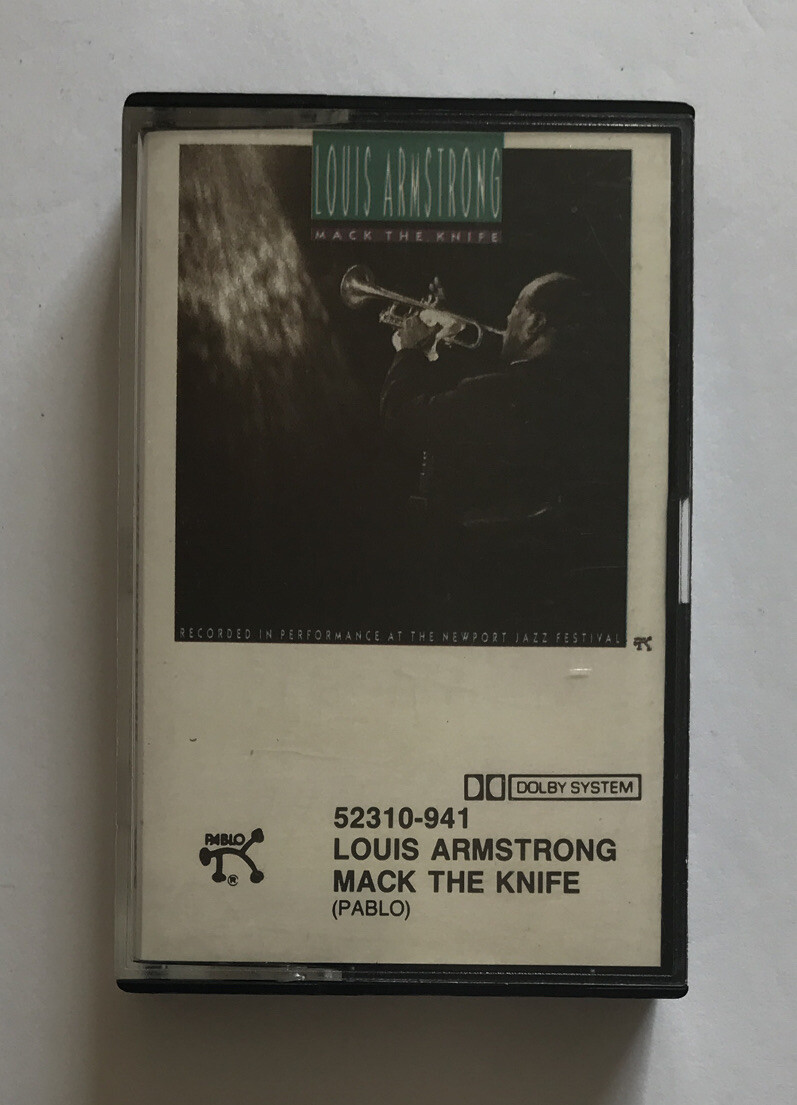 LOUIS ARMSTRONG
MACK THE KNIFE
RECORDED IN PERFORMANCE AT THE NEWPORT JAZZ FESTIVAL
DOLBY SYSTEM
52310-941
PABLO
®
LOUIS ARMSTRONG
MACK THE KNIFE
(PABLO)